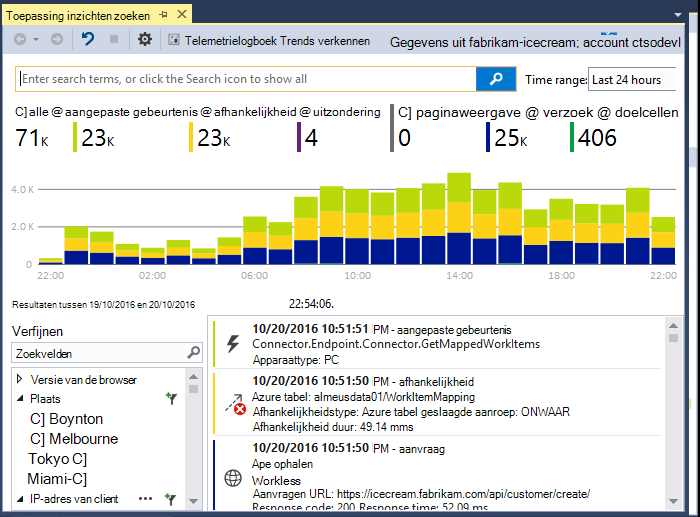 Toepassing inzichten zoeken
Telemetrielogboek Trends verkennen
Gegevens uit fabrikam-icecream; account ctsodevl
Enter search terms, or click the Search icon to show all
Time range: Last 24 hours
C] alle @ aangepaste gebeurtenis @ afhankelijkheid @ uitzondering
C] paginaweergave @ verzoek @ doelcellen
71K 23K 23K 4 0 25K 406
4.0 K
2.0 K
0
22:00 02:00 06:00 10:00 14:00 18:00 22:00
Resultaten tussen 19/10/2016 en 20/10/2016
22:54:06.
Verfijnen
Zoekvelden
Versie van de browser
Plaats
C] Boynton
C] Melbourne
Tokyo C]
Miami-C]
IP-adres van client
10/20/2016 10:51:51 PM - aangepaste gebeurtenis
Connector.Endpoint.Connector.GetMappedWorkItems
Apparaattype: PC
10/20/2016 10:51:50 PM - afhankelijkheid
Azure tabel: almeusdata01/WorkItemMapping
Afhankelijkheidstype: Azure tabel geslaagde aanroep: ONWAAR
Afhankelijkheid duur: 49.14 mms
10/20/2016 10:51:50 PM - aanvraag
Ape ophalen
Workless
Aanvragen URL: https://icecream.fabrikam.com/api/customer/create/
Response code: 200 Response time: 52.09 ms